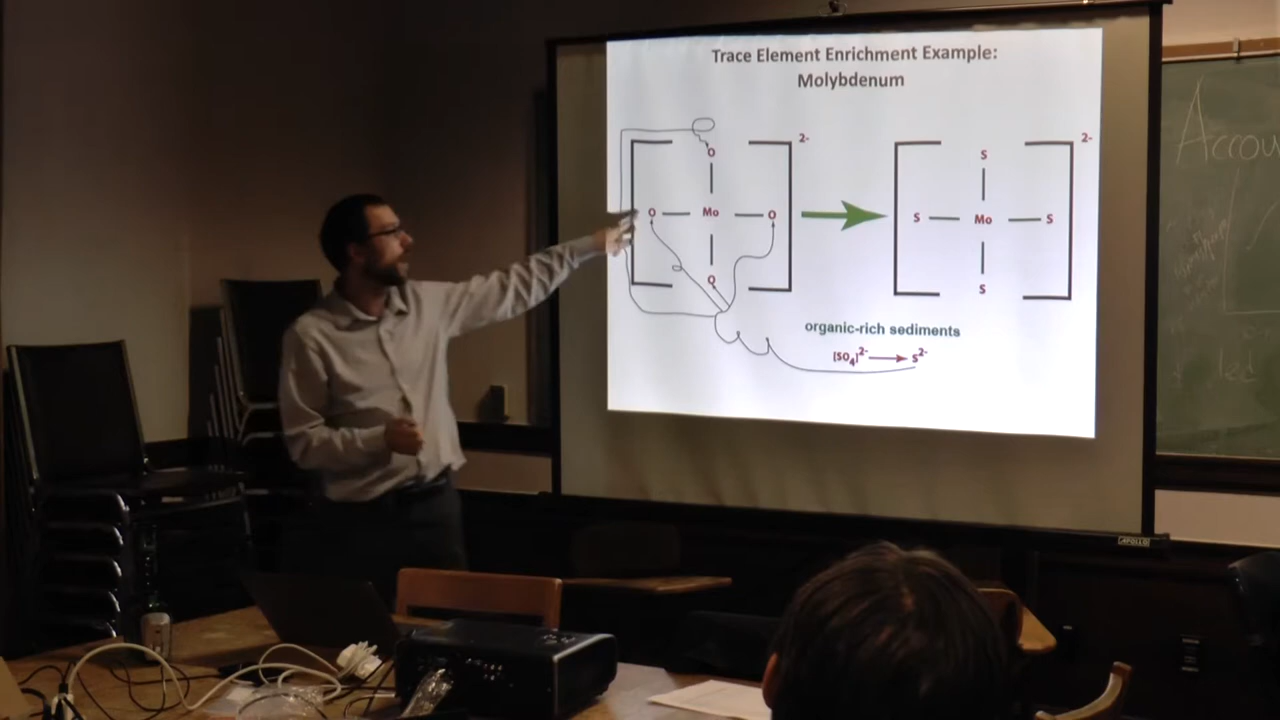 Trace Element Enrichment Example:
Molybdenum
2-
O
O Mo O
O
2-
S
S Mo S
S
organic-rich sediments
[SO4]2- S2-
Accou
APOLLO